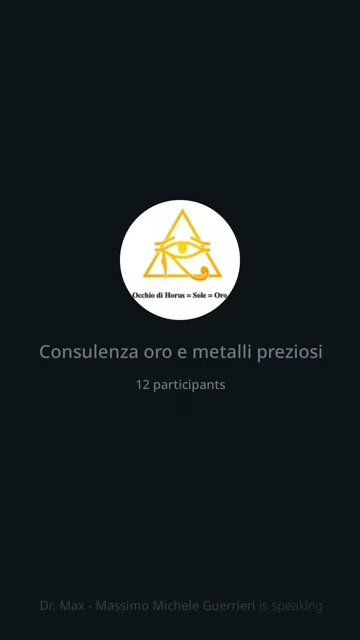 Occhio di Horus = Sole = Oro
Consulenza oro e metalli preziosi
12 participants
Dr. Max - Massimo Michele Guerrieri is speaking